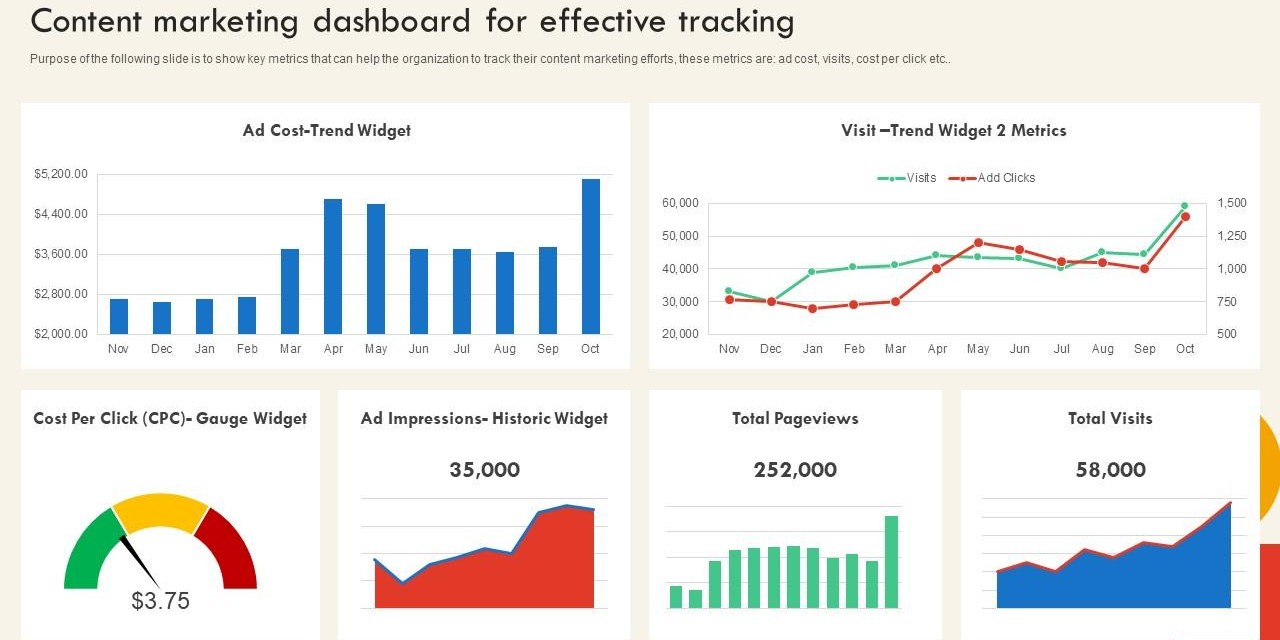 Content marketing dashboard for effective tracking
Purpose of the following slide is to show key metrics that can help the organization to track their content marketing efforts, these metrics are: ad cost, visits, cost per click etc..
Ad Cost-Trend Widget
$5,200.00
$4,400.00
$3,600.00
$2,800.00
$2,000.00
Nov Dec Jan Feb Mar Apr May Jun Jul Aug Sep Oct
Visit –Trend Widget 2 Metrics
Visits Add Clicks
60,000 1,500
50,000 1,250
40,000 1,000
30,000 750
20,000 500
Nov Dec Jan Feb Mar Apr May Jun Jul Aug Sep Oct
Cost Per Click (CPC)- Gauge Widget
$3.75
Ad Impressions- Historic Widget
35,000
Total Pageviews
252,000
Total Visits
58,000